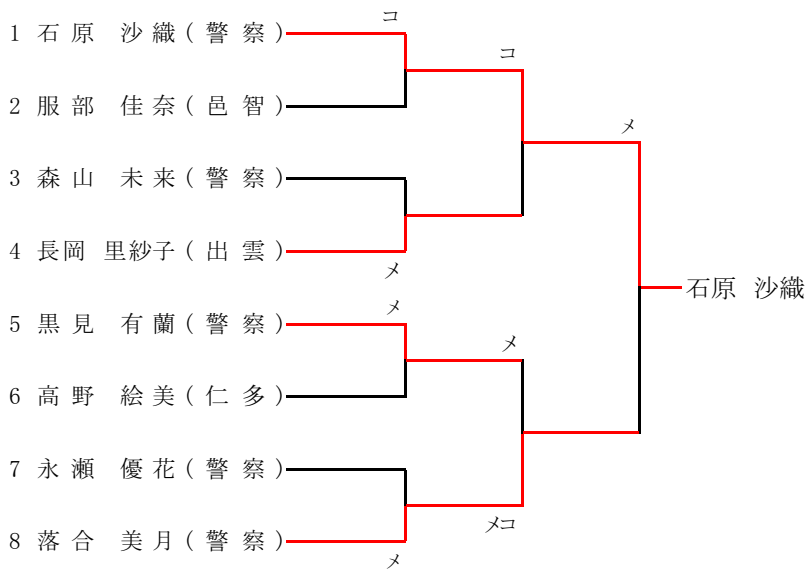 コ
1 石原 沙織(警察)
コ
2 服部 佳奈(邑智)
メ
3 森山 未来(警察)
4 長岡 里紗子(出雲)
メ
石原 沙織
メ
5 黒見 有蘭(警察)
メ
6 高野 絵美(仁多)
7 永瀬 優花(警察)
メコ
8 落合 美月(警察)
メ